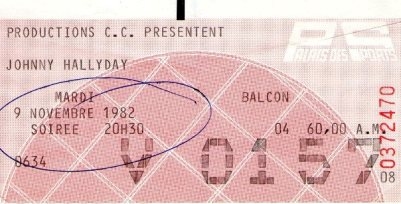 PRODUCTIONS C.C. PRESENTENT
PALAIS DES SPORTS
JOHNNY HALLYDAY
MARDI BALCON
9 NOVEMBRE 1982
SOIREE 20H30 04 60,00 A.M.
0634 V 0157 08
0372470